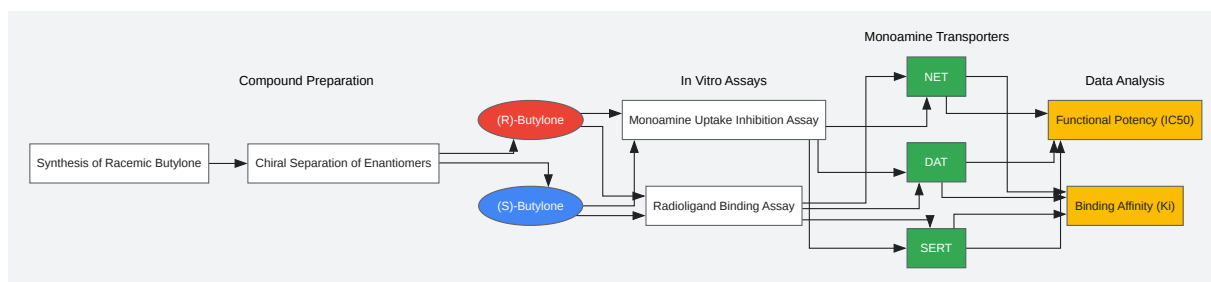 Compound Preparation
Synthesis of Racemic Butylone
Chiral Separation of Enantiomers
(R)-Butylone
(S)-Butylone
In Vitro Assays
Monoamine Uptake Inhibition Assay
Radioligand Binding Assay
Monoamine Transporters
NET
DAT
SERT
Data Analysis
Functional Potency (IC50)
Binding Affinity (Ki)